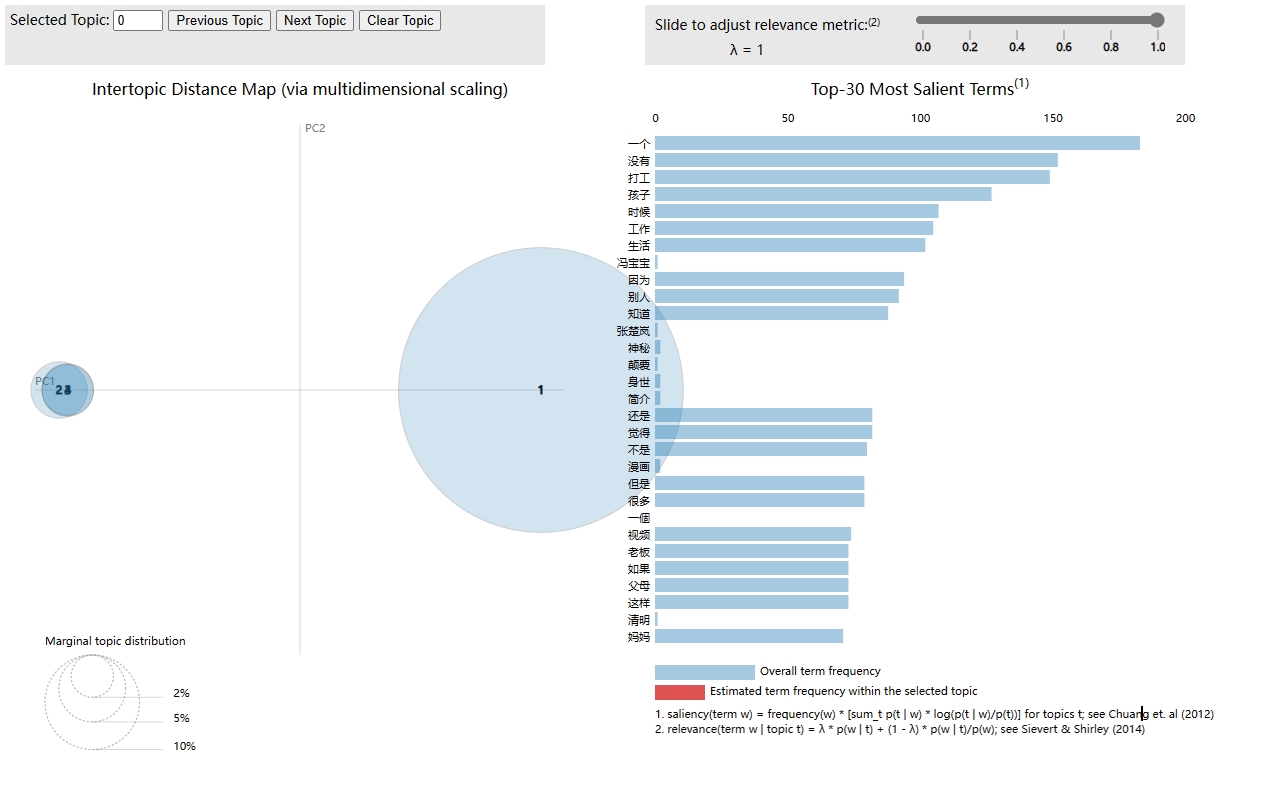 Selected Topic: 0 Previous Topic Next Topic Clear Topic
Slide to adjust relevance metric:(2)
λ = 1
0.0 0.2 0.4 0.6 0.8 1.0
Intertopic Distance Map (via multidimensional scaling)
PC2
PC1
1
Marginal topic distribution
2%
5%
10%
Top-30 Most Salient Terms(1)
0 50 100 150 200
一个
没有
打工
孩子
时候
工作
生活
冯宝宝
因为
别人
知道
张楚岚
神秘
颠覆
身世
简介
还是
觉得
不是
漫画
但是
很多
一個
视频
老板
如果
父母
这样
清明
妈妈
Overall term frequency
Estimated term frequency within the selected topic
1. saliency(term w) = frequency(w) * [sum_t p(t | w) * log(p(t | w)/p(t))] for topics t; see Chuang et. al (2012)
2. relevance(term w | topic t) = λ * p(w | t) + (1 - λ) * p(w | t)/p(w); see Sievert & Shirley (2014)